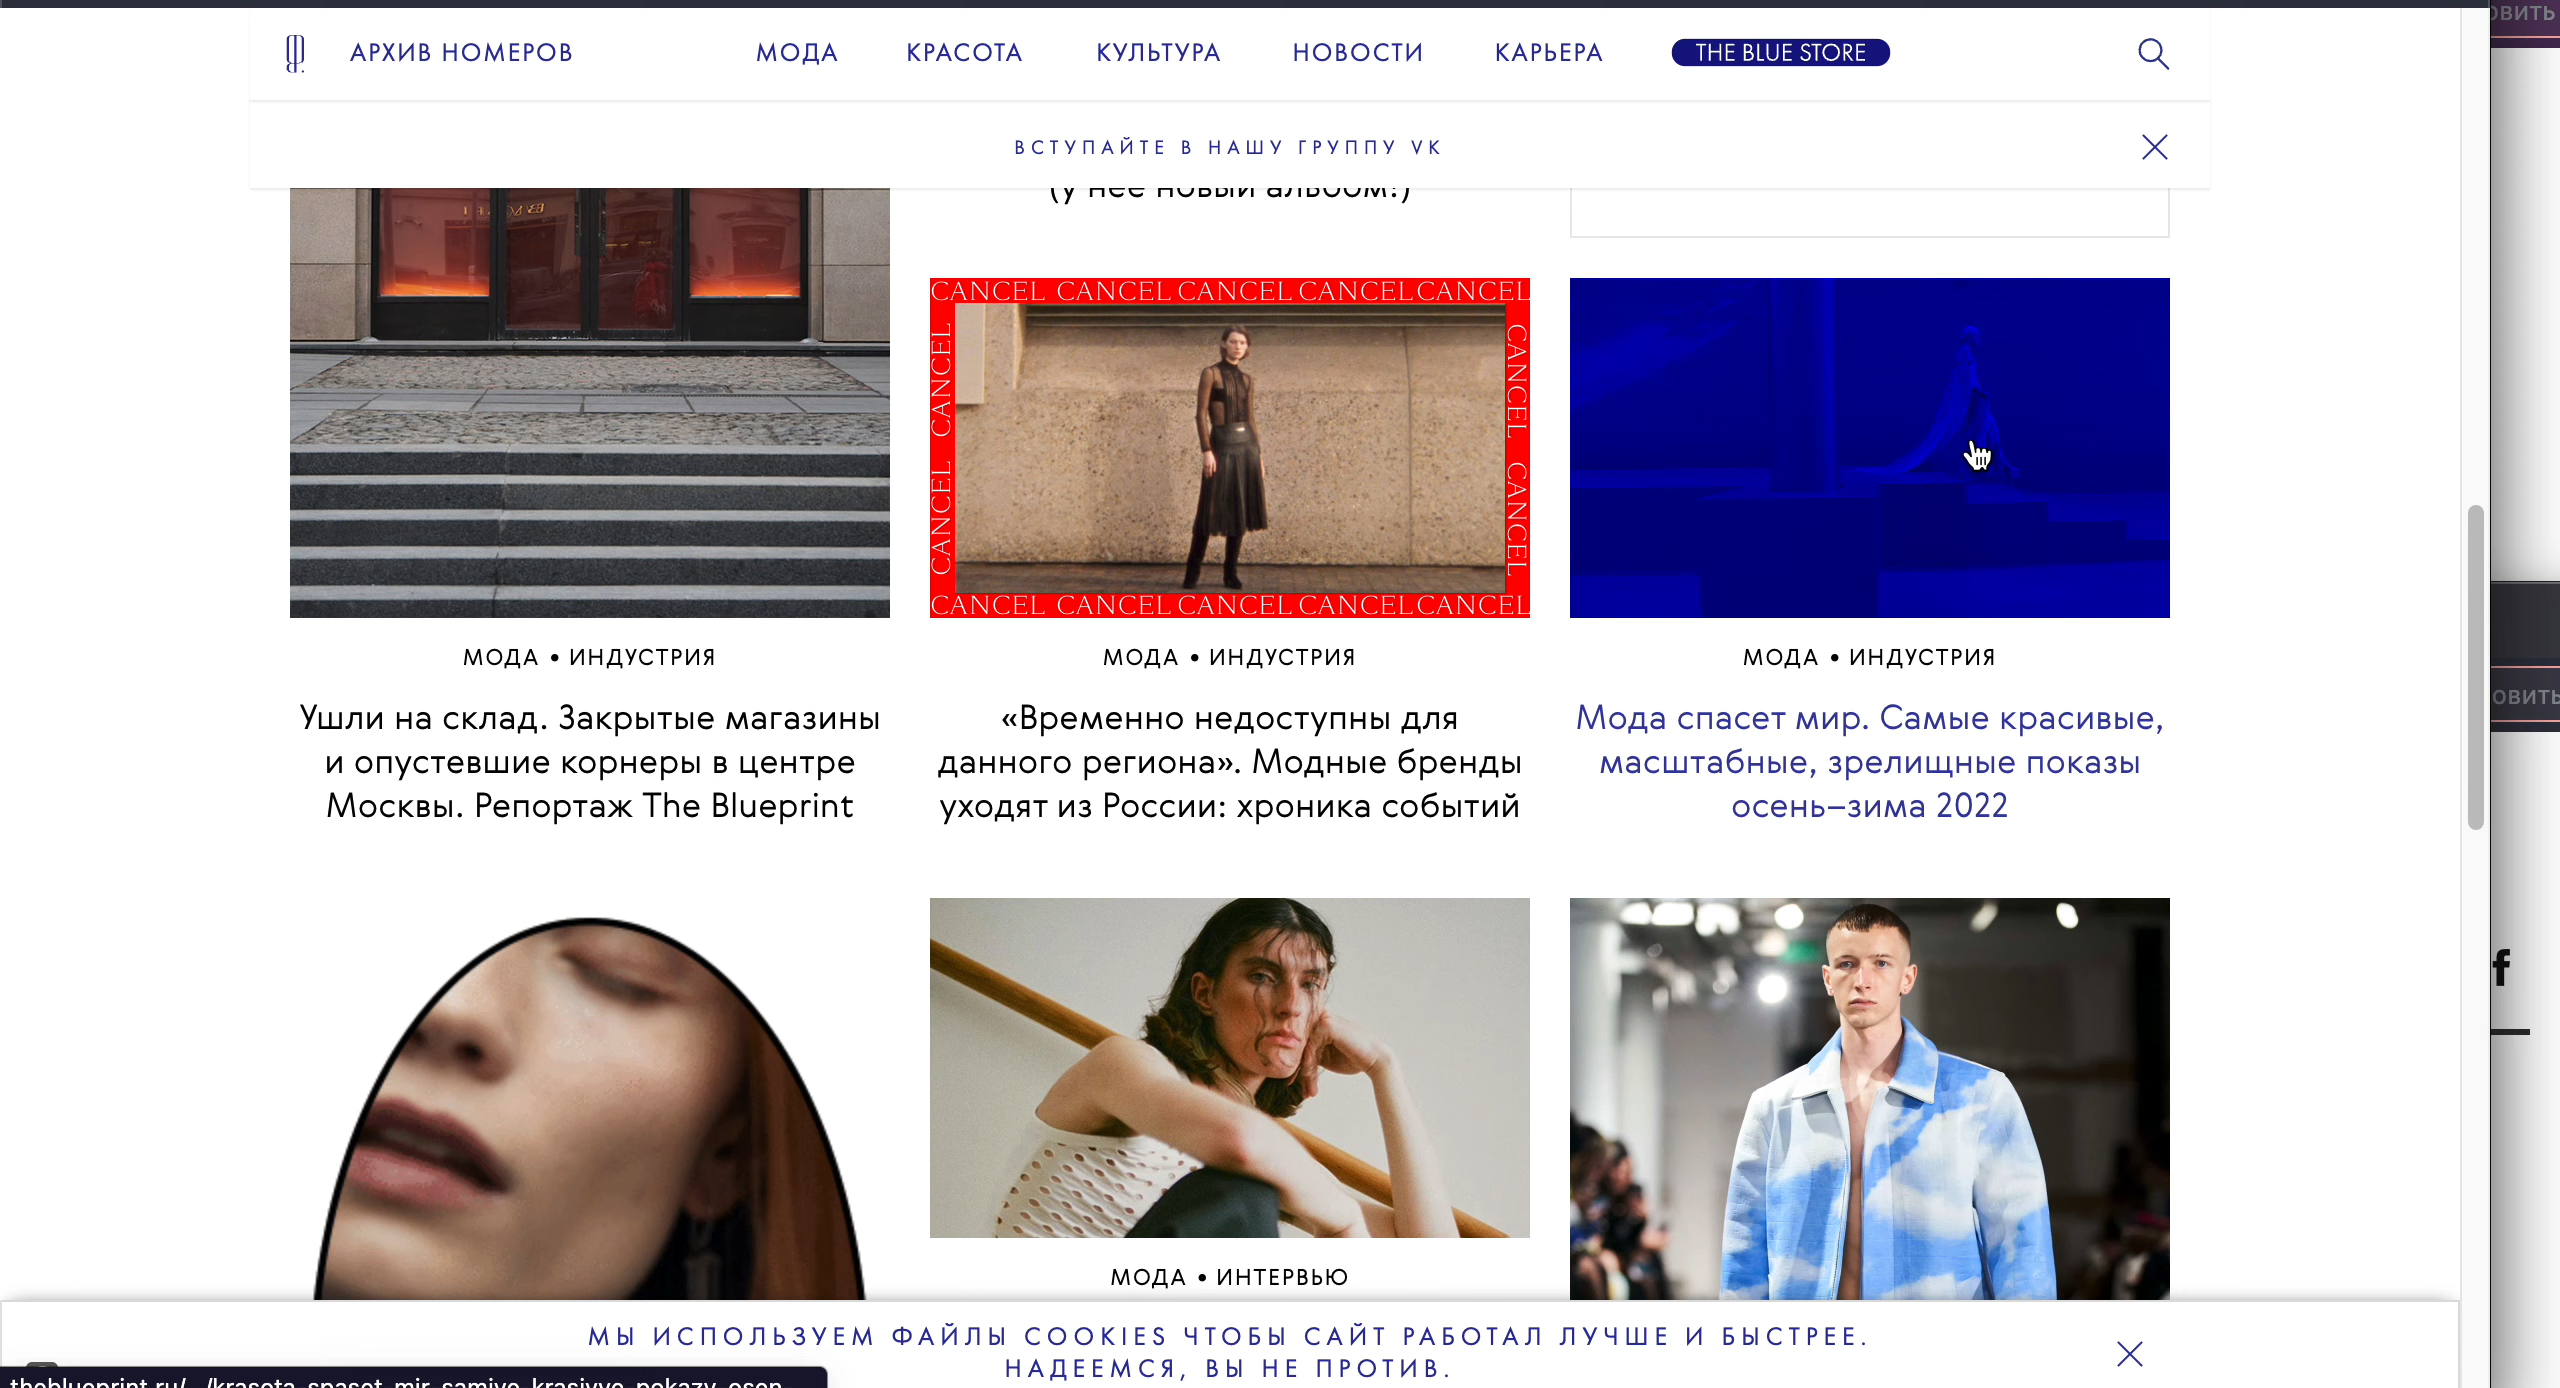 АРХИВ НОМЕРОВ
МОДА
КРАСОТА
КУЛЬТУРА
НОВОСТИ
КАРЬЕРА
THE BLUE STORE
ВСТУПАЙТЕ В НАШУ ГРУППУ VK
(у нее новый альбом!)
CANCEL CANCEL CANCEL CANCEL CANCEL
CANCEL
CANCEL
CANCEL
CANCEL
CANCEL CANCEL CANCEL CANCEL CANCEL
МОДА • ИНДУСТРИЯ
Ушли на склад. Закрытые магазины
и опустевшие корнеры в центре
Москвы. Репортаж The Blueprint
МОДА • ИНДУСТРИЯ
«Временно недоступны для
данного региона». Модные бренды
уходят из России: хроника событий
МОДА • ИНДУСТРИЯ
Мода спасет мир. Самые красивые,
масштабные, зрелищные показы
осень–зима 2022
МОДА • ИНТЕРВЬЮ
МЫ ИСПОЛЬЗУЕМ ФАЙЛЫ COOKIES ЧТОБЫ САЙТ РАБОТАЛ ЛУЧШЕ И БЫСТРЕЕ.
НАДЕЕМСЯ, ВЫ НЕ ПРОТИВ.
theblueprint.ru/…/krasota-spaset-mir-samiye-krasivye-pokazy-osen…